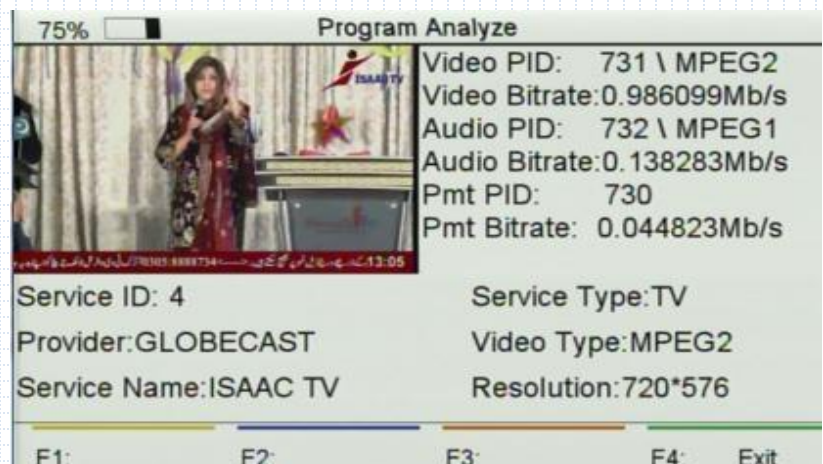 75%
Program Analyze
ISAAC TV
13:05
Video PID: 731 \ MPEG2
Video Bitrate:0.986099Mb/s
Audio PID: 732 \ MPEG1
Audio Bitrate:0.138283Mb/s
Pmt PID: 730
Pmt Bitrate: 0.044823Mb/s
Service ID: 4
Service Type:TV
Provider:GLOBECAST
Video Type:MPEG2
Service Name:ISAAC TV
Resolution:720*576
F1:
F2:
F3:
F4: Exit